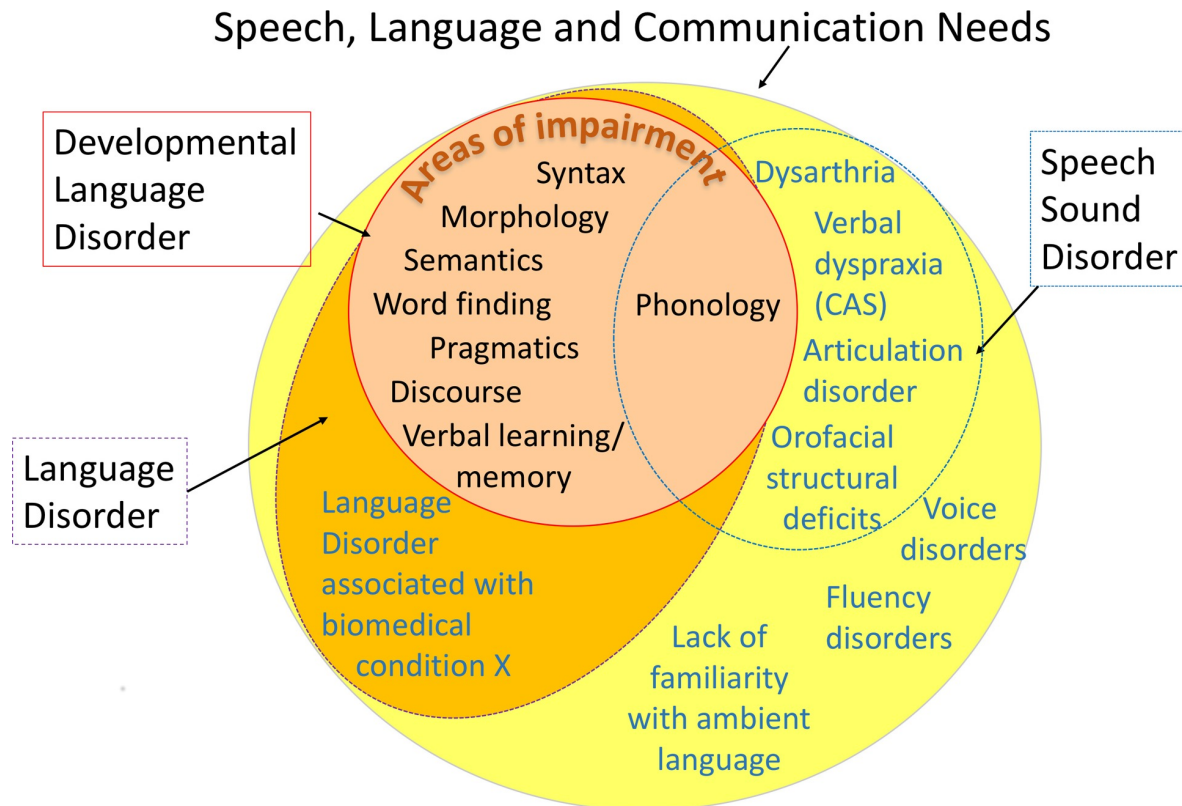 Speech, Language and Communication Needs
Developmental
Language
Disorder
Areas of impairment
Syntax
Morphology
Semantics
Word finding
Pragmatics
Discourse
Verbal learning/
memory
Phonology
Dysarthria
Verbal
dyspraxia
(CAS)
Articulation
disorder
Orofacial
structural
deficits
Speech
Sound
Disorder
Language
Disorder
Language
Disorder
associated with
biomedical
condition X
Voice
disorders
Fluency
disorders
Lack of
familiarity
with ambient
language